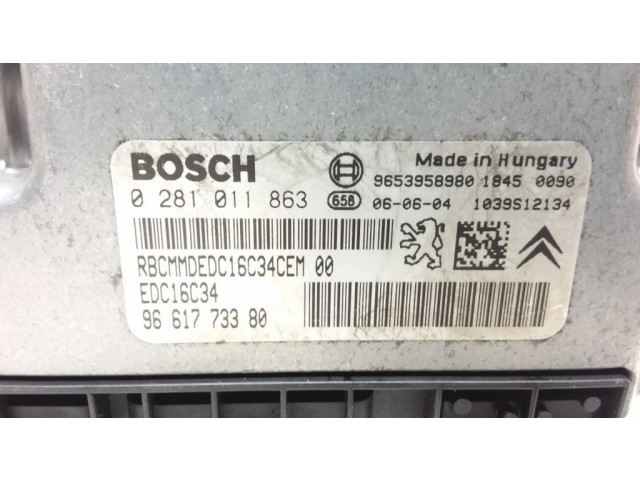 BOSCH
Made in Hungary
9653958980 1845 0090
0 281 011 863
658
06-06-04
1039S12134
RBCMMDEDC16C34CEM 00
EDC16C34
96 617 733 80